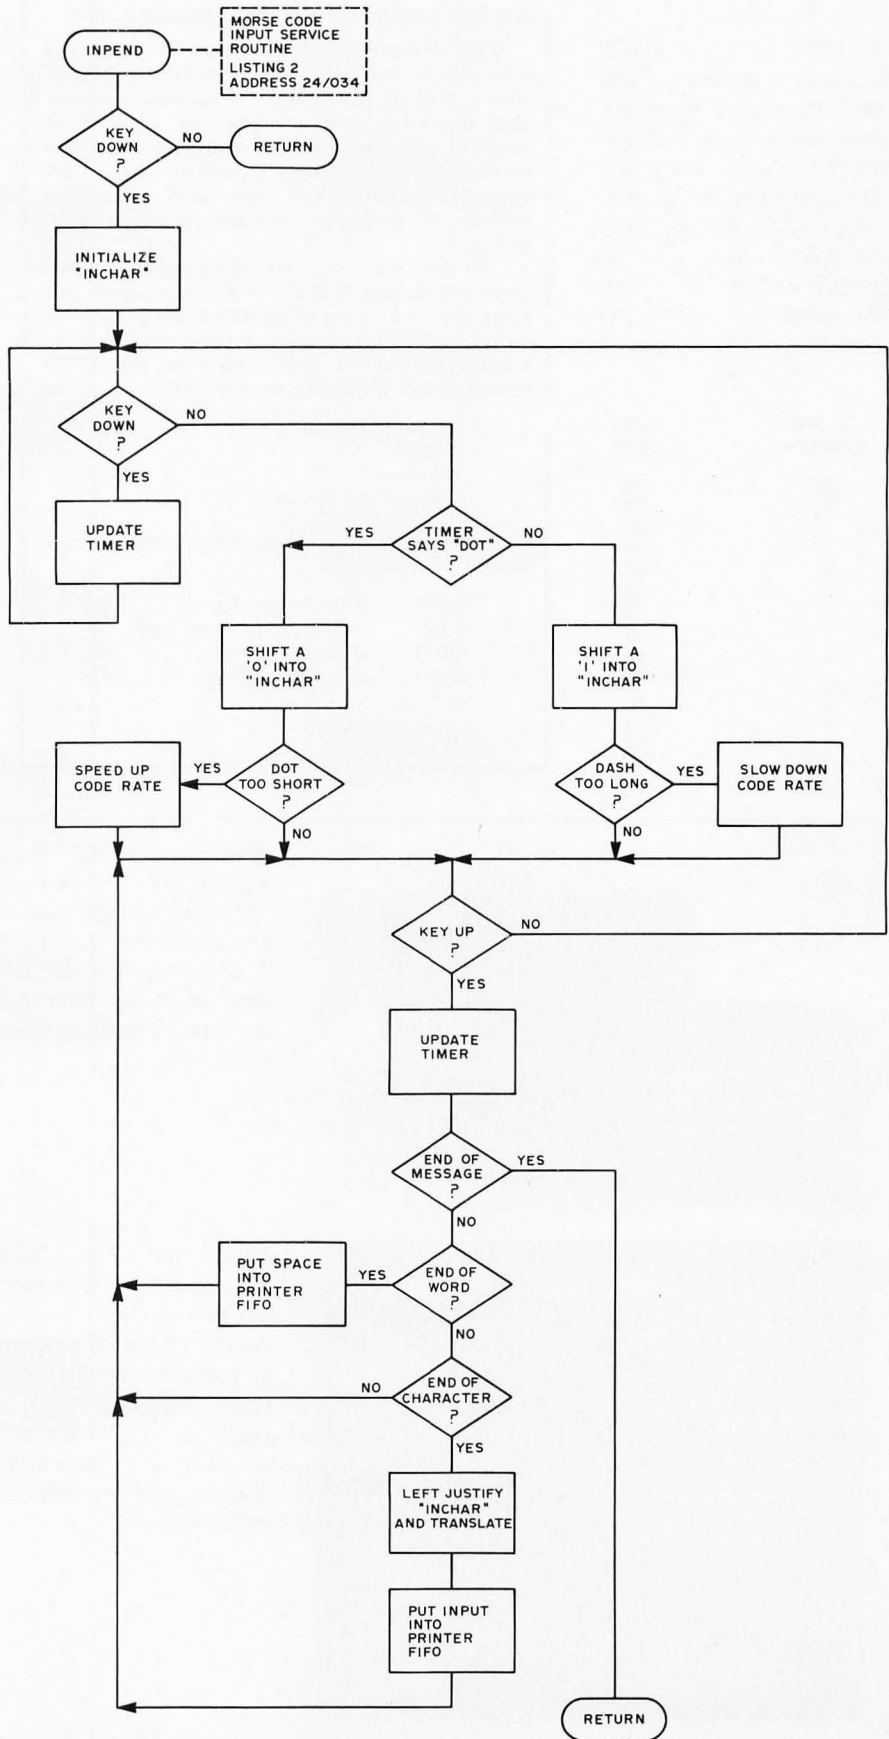 MORSE CODE
INPUT SERVICE
ROUTINE
LISTING 2
ADDRESS 24/034
INPEND
KEY
DOWN
?
NO
RETURN
YES
INITIALIZE
"INCHAR"
KEY
DOWN
?
NO
YES
UPDATE
TIMER
YES
TIMER
SAYS "DOT"
?
NO
SHIFT A
'0' INTO
"INCHAR"
SHIFT A
'1' INTO
"INCHAR"
SPEED UP
CODE RATE
YES
DOT
TOO SHORT
?
NO
DASH
TOO LONG
?
YES
NO
SLOW DOWN
CODE RATE
KEY UP
?
NO
YES
UPDATE
TIMER
END OF
MESSAGE
?
YES
NO
PUT SPACE
INTO
PRINTER
FIFO
YES
END OF
WORD
?
NO
NO
END OF
CHARACTER
?
YES
LEFT JUSTIFY
"INCHAR"
AND TRANSLATE
PUT INPUT
INTO
PRINTER
FIFO
RETURN